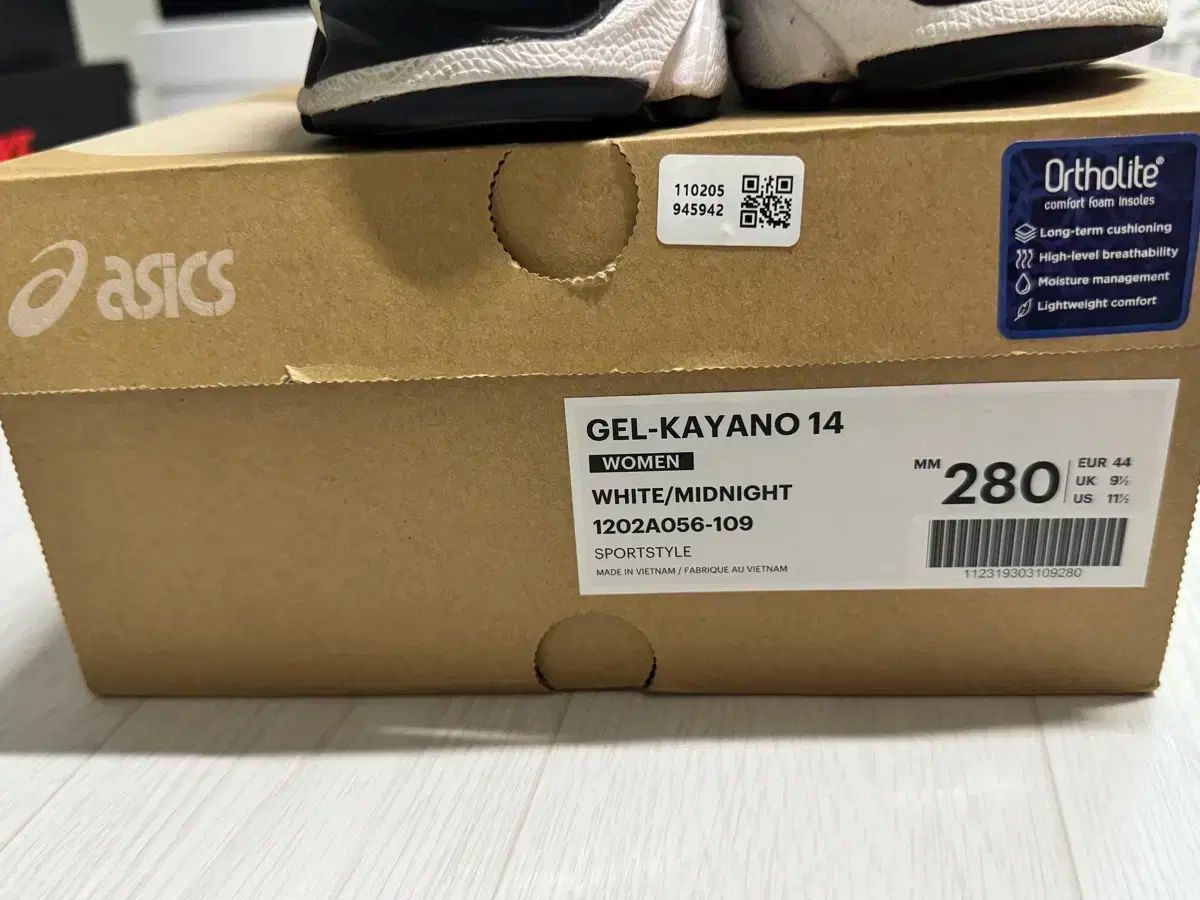 asics
110205
945942
Ortholite®
comfort foam insoles
Long-term cushioning
High-level breathability
Moisture management
Lightweight comfort
GEL-KAYANO 14
WOMEN
WHITE/MIDNIGHT
1202A056-109
SPORTSTYLE
MADE IN VIETNAM / FABRIQUE AU VIETNAM
MM 280
EUR 44
UK 9½
US 11½
112319303109280